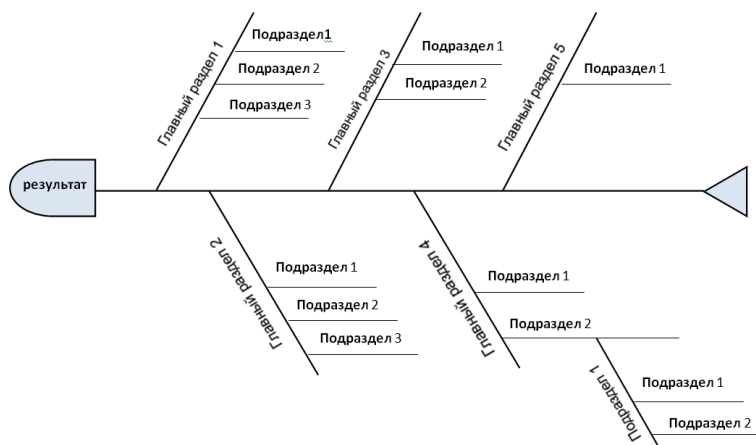 Главный раздел 1
Подраздел1
Подраздел 2
Подраздел 3
Главный раздел 3
Подраздел 1
Подраздел 2
Главный раздел 5
Подраздел 1
результат
Главный раздел 2
Подраздел 1
Подраздел 2
Подраздел 3
Главный раздел 4
Подраздел 1
Подраздел 2
Подраздел 1
Подраздел 1
Подраздел 2